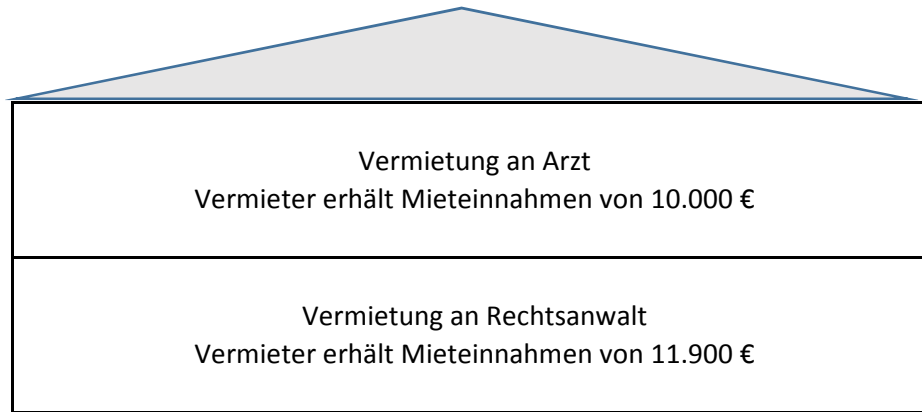 Vermietung an Arzt
Vermieter erhält Mieteinnahmen von 10.000 €
Vermietung an Rechtsanwalt
Vermieter erhält Mieteinnahmen von 11.900 €